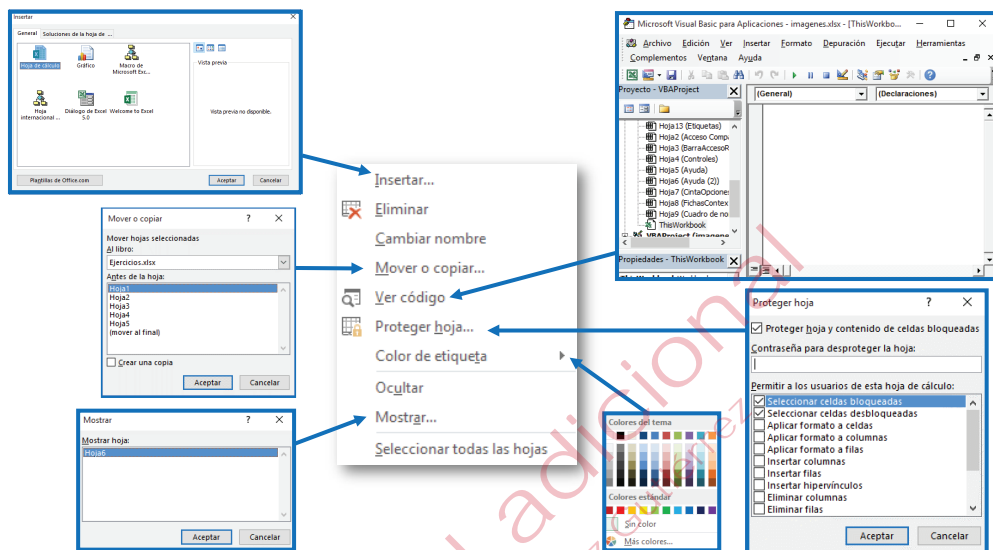 Insertar
General Soluciones de la hoja de ...
Hoja de cálculo
Gráfico
Macro de
Microsoft Exc...
Hoja
internacional ...
Diálogo de Excel
5.0
Welcome to Excel
Vista previa
Vista previa no disponible.
Plantillas de Office.com
Aceptar Cancelar
Mover o copiar ? ×
Mover hojas seleccionadas
Al libro:
Ejercicios.xlsx
Antes de la hoja:
Hoja1
Hoja2
Hoja3
Hoja4
Hoja5
(mover al final)
Crear una copia
Aceptar Cancelar
Mostrar ? ×
Mostrar hoja:
Hoja6
Aceptar Cancelar
Insertar...
Eliminar
Cambiar nombre
Mover o copiar...
Ver código
Proteger hoja...
Color de etiqueta
Ocultar
Mostrar...
Seleccionar todas las hojas
Microsoft Visual Basic para Aplicaciones - imagenes.xlsx - [ThisWorkbo...
Archivo Edición Ver Insertar Formato Depuración Ejecutar Herramientas
Complementos Ventana Ayuda
Proyecto - VBAProject
(General) (Declaraciones)
Hoja13 (Etiquetas)
Hoja2 (Acceso Compa
Hoja3 (BarraAccesoR
Hoja4 (Controles)
Hoja5 (Ayuda)
Hoja6 (Ayuda (2))
Hoja7 (CintaOpcione
Hoja8 (FichasContex
Hoja9 (Cuadro de no
ThisWorkbook
VBAProject (imagene
Propiedades - ThisWorkbook
Colores del tema
Colores estándar
Sin color
Más colores...
Proteger hoja ? ×
Proteger hoja y contenido de celdas bloqueadas
Contraseña para desproteger la hoja:
Permitir a los usuarios de esta hoja de cálculo:
Seleccionar celdas bloqueadas
Seleccionar celdas desbloqueadas
Aplicar formato a celdas
Aplicar formato a columnas
Aplicar formato a filas
Insertar columnas
Insertar filas
Insertar hipervínculos
Eliminar columnas
Eliminar filas
Aceptar Cancelar
adicional